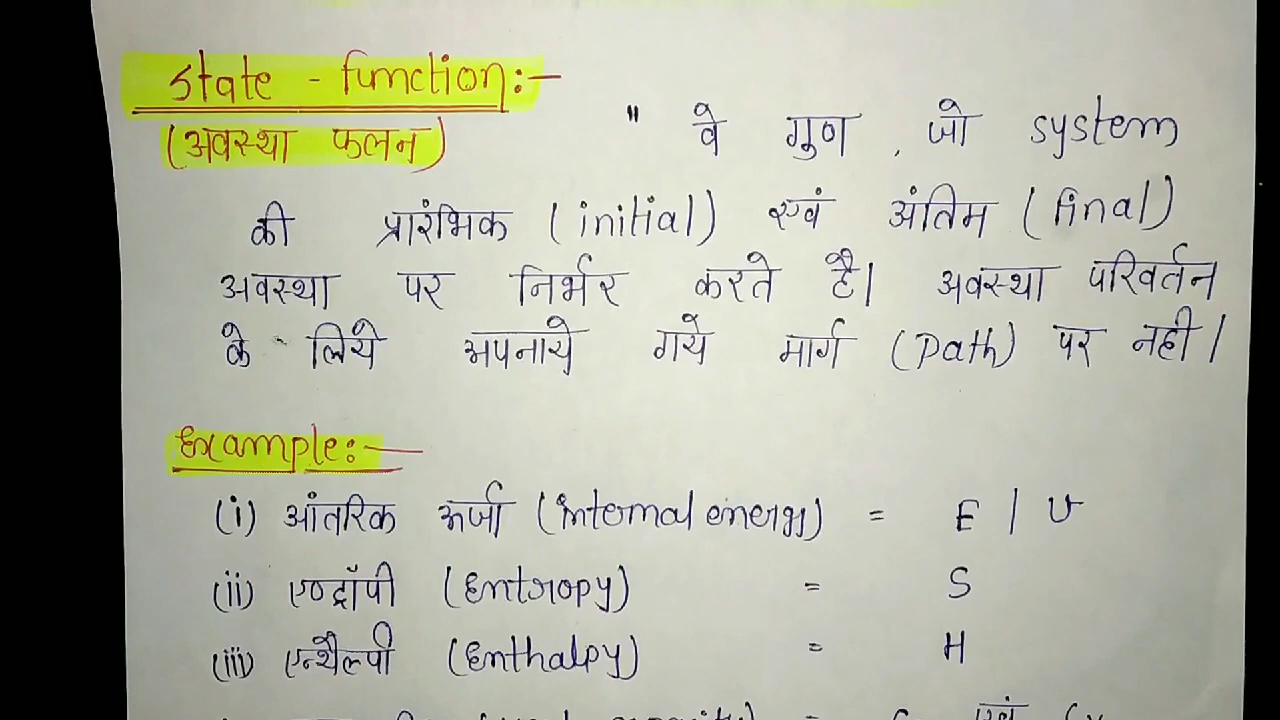 State - function:-
(अवस्था फलन) " वे गुण, जो system
की प्रारंभिक (initial) एवं अंतिम (final)
अवस्था पर निर्भर करते है। अवस्था परिवर्तन
के लिये अपनाये गये मार्ग (Path) पर नही।
Example:-
(i) आंतरिक ऊर्जा (Internal energy) = E / U
(ii) एण्ट्रॉपी (Entropy) = S
(iii) एन्थैल्पी (Enthalpy) = H